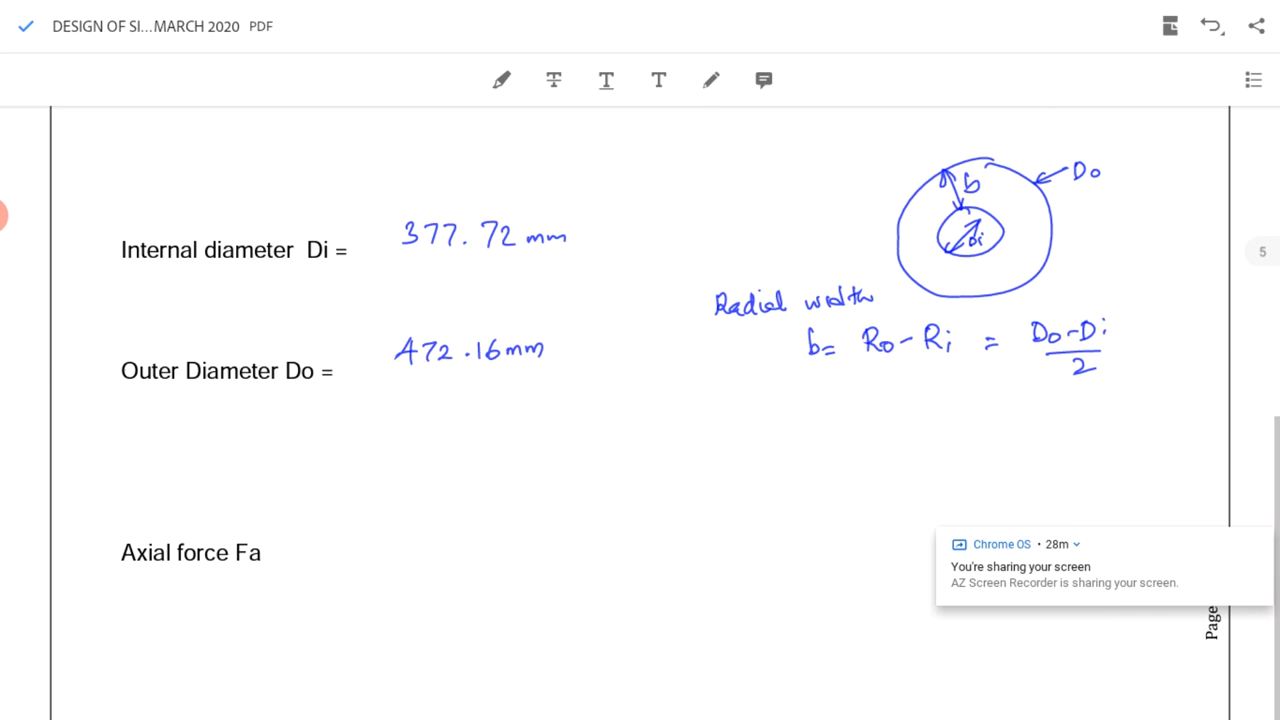 DESIGN OF SI...MARCH 2020 PDF
Do
b
Di
5
Internal diameter Di = 377.72 mm
Radial width
b = Ro - Ri = Do-Di
2
Outer Diameter Do = 472.16mm
Axial force Fa
Chrome OS • 28m
You're sharing your screen
AZ Screen Recorder is sharing your screen.
Page